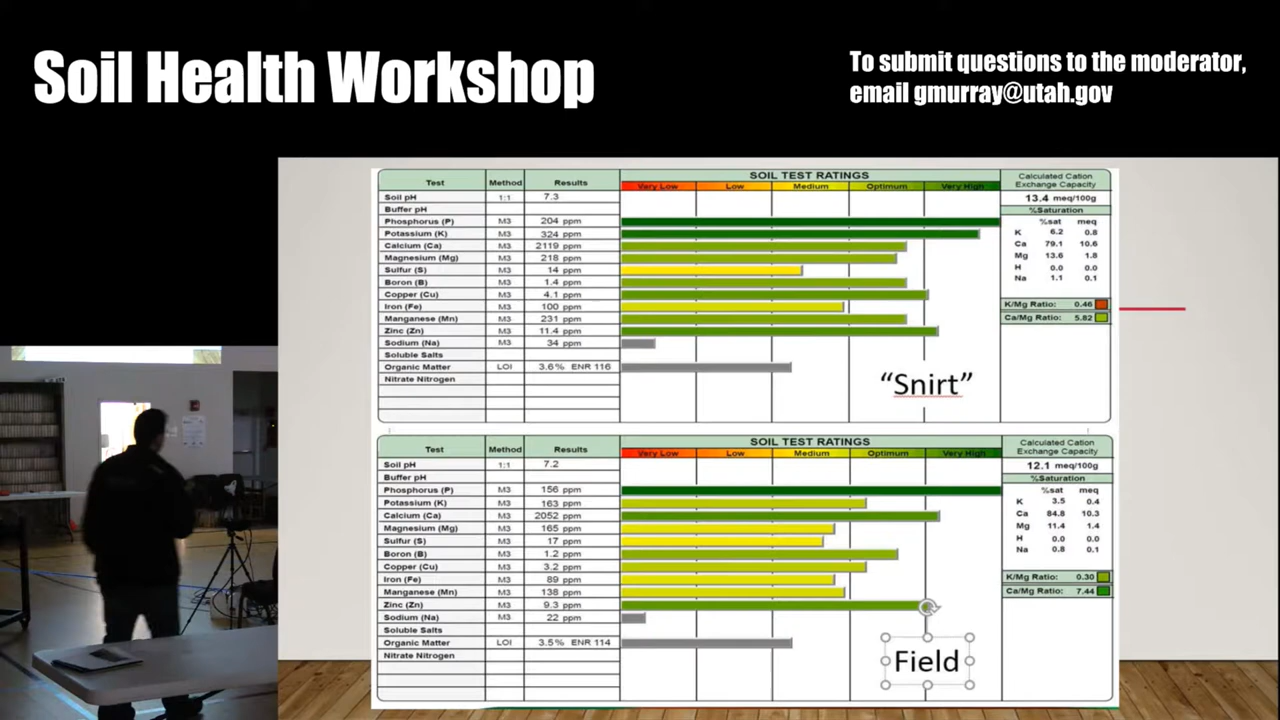 Soil Health Workshop
To submit questions to the moderator,
email gmurray@utah.gov
Test Method Results SOIL TEST RATINGS Calculated Cation
Exchange Capacity
Very Low Low Medium Optimum Very High
Soil pH 1:1 7.3 13.4 meq/100g
Buffer pH %Saturation
Phosphorus (P) M3 204 ppm %sat meq
Potassium (K) M3 324 ppm K 6.2 0.8
Calcium (Ca) M3 2119 ppm Ca 79.1 10.6
Magnesium (Mg) M3 218 ppm Mg 13.6 1.8
Sulfur (S) M3 14 ppm H 0.0 0.0
Boron (B) M3 1.4 ppm Na 1.1 0.1
Copper (Cu) M3 4.1 ppm
Iron (Fe) M3 100 ppm K/Mg Ratio: 0.46
Manganese (Mn) M3 231 ppm Ca/Mg Ratio: 5.82
Zinc (Zn) M3 11.4 ppm
Sodium (Na) M3 34 ppm
Soluble Salts
Organic Matter LOI 3.6% ENR 116
Nitrate Nitrogen
“Snirt”
Test Method Results SOIL TEST RATINGS Calculated Cation
Exchange Capacity
Very Low Low Medium Optimum Very High
Soil pH 1:1 7.2 12.1 meq/100g
Buffer pH %Saturation
Phosphorus (P) M3 156 ppm %sat meq
Potassium (K) M3 163 ppm K 3.5 0.4
Calcium (Ca) M3 2052 ppm Ca 84.8 10.3
Magnesium (Mg) M3 165 ppm Mg 11.4 1.4
Sulfur (S) M3 17 ppm H 0.0 0.0
Boron (B) M3 1.2 ppm Na 0.8 0.1
Copper (Cu) M3 3.2 ppm
Iron (Fe) M3 89 ppm K/Mg Ratio: 0.30
Manganese (Mn) M3 138 ppm Ca/Mg Ratio: 7.44
Zinc (Zn) M3 9.3 ppm
Sodium (Na) M3 22 ppm
Soluble Salts
Organic Matter LOI 3.5% ENR 114
Nitrate Nitrogen
Field